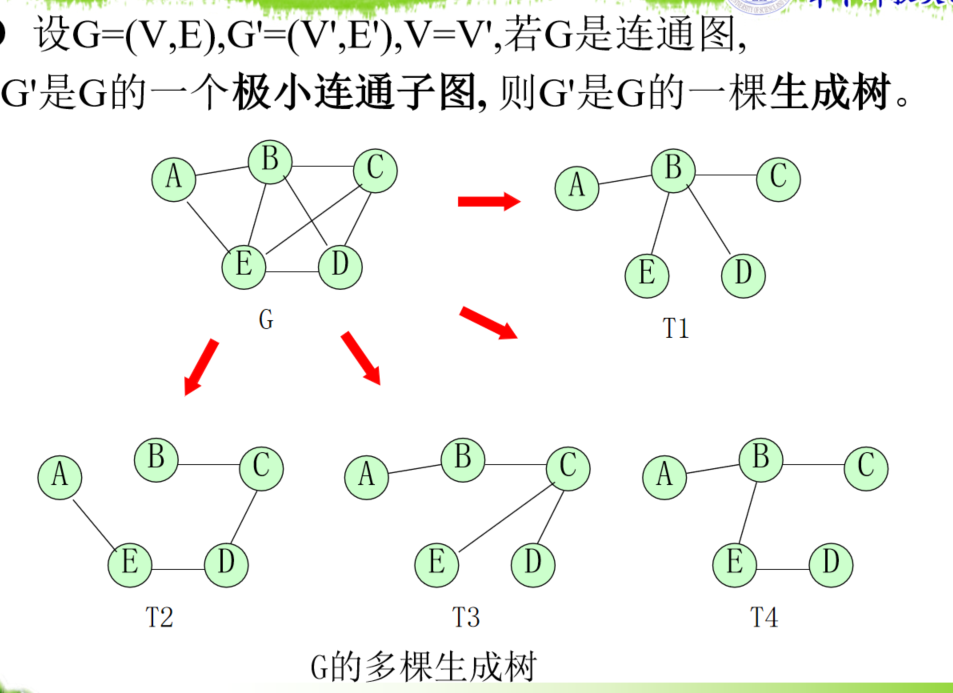 设G=(V,E),G'=(V',E'),V=V',若G是连通图,
G'是G的一个极小连通子图, 则G'是G的一棵生成树。
A B C
E D
G
A B C
E D
T1
A B C
E D
T2
A B C
E D
T3
A B C
E D
T4
G的多棵生成树